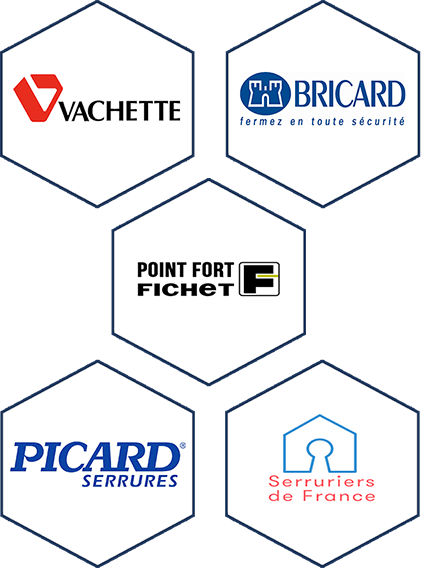 VACHETTE
BRICARD
fermez en toute sécurité
POINT FORT
FICHET F
PICARD®
SERRURES
Serruriers
de France